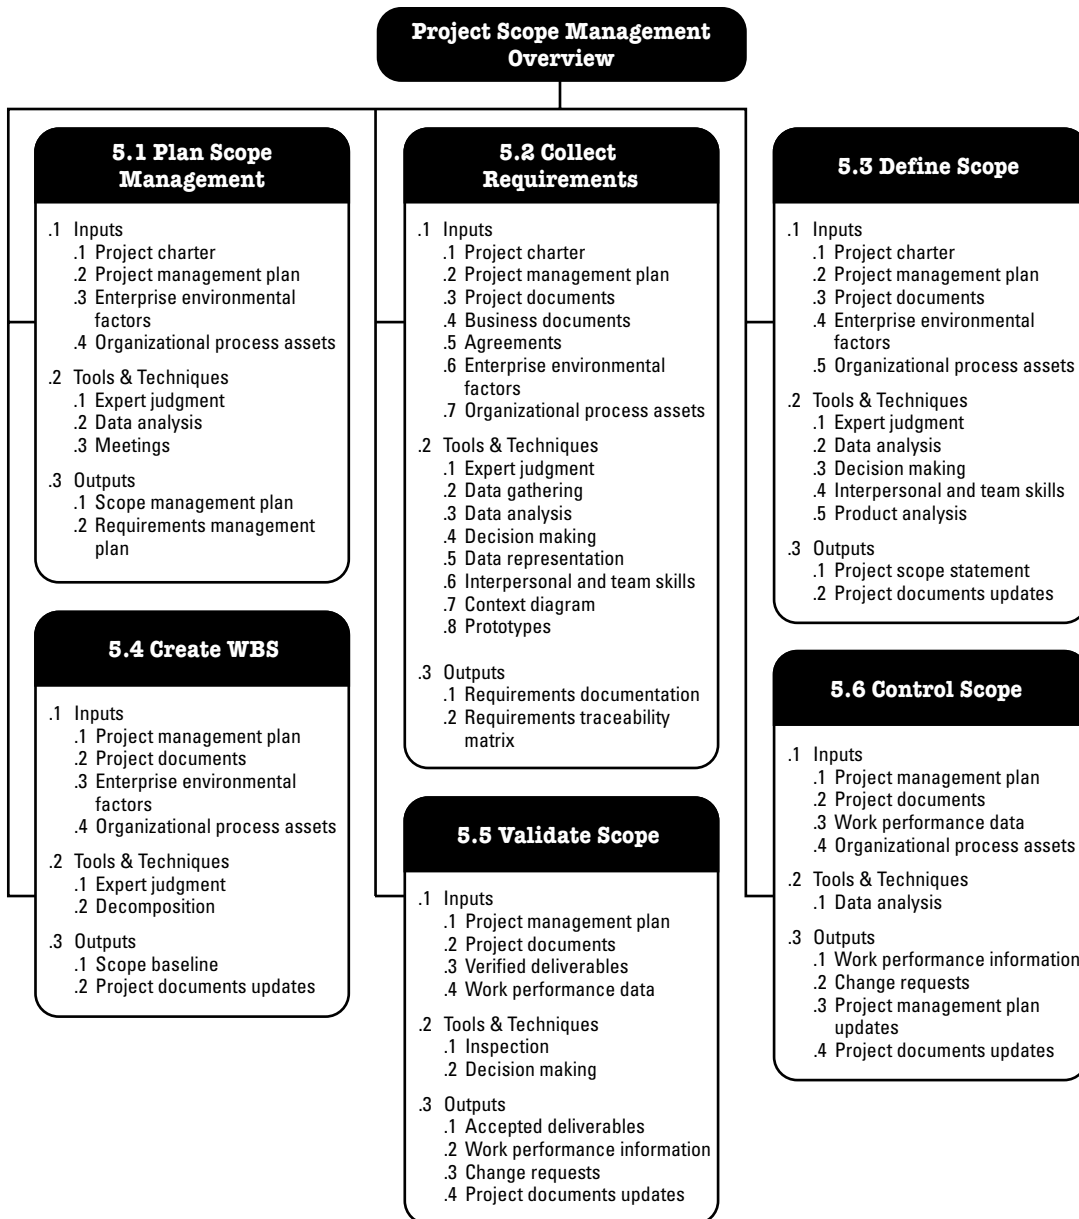 Project Scope Management
Overview
5.1 Plan Scope
Management
.1 Inputs
.1 Project charter
.2 Project management plan
.3 Enterprise environmental
factors
.4 Organizational process assets
.2 Tools & Techniques
.1 Expert judgment
.2 Data analysis
.3 Meetings
.3 Outputs
.1 Scope management plan
.2 Requirements management
plan
5.2 Collect
Requirements
.1 Inputs
.1 Project charter
.2 Project management plan
.3 Project documents
.4 Business documents
.5 Agreements
.6 Enterprise environmental
factors
.7 Organizational process assets
.2 Tools & Techniques
.1 Expert judgment
.2 Data gathering
.3 Data analysis
.4 Decision making
.5 Data representation
.6 Interpersonal and team skills
.7 Context diagram
.8 Prototypes
.3 Outputs
.1 Requirements documentation
.2 Requirements traceability
matrix
5.3 Define Scope
.1 Inputs
.1 Project charter
.2 Project management plan
.3 Project documents
.4 Enterprise environmental
factors
.5 Organizational process assets
.2 Tools & Techniques
.1 Expert judgment
.2 Data analysis
.3 Decision making
.4 Interpersonal and team skills
.5 Product analysis
.3 Outputs
.1 Project scope statement
.2 Project documents updates
5.4 Create WBS
.1 Inputs
.1 Project management plan
.2 Project documents
.3 Enterprise environmental
factors
.4 Organizational process assets
.2 Tools & Techniques
.1 Expert judgment
.2 Decomposition
.3 Outputs
.1 Scope baseline
.2 Project documents updates
5.5 Validate Scope
.1 Inputs
.1 Project management plan
.2 Project documents
.3 Verified deliverables
.4 Work performance data
.2 Tools & Techniques
.1 Inspection
.2 Decision making
.3 Outputs
.1 Accepted deliverables
.2 Work performance information
.3 Change requests
.4 Project documents updates
5.6 Control Scope
.1 Inputs
.1 Project management plan
.2 Project documents
.3 Work performance data
.4 Organizational process assets
.2 Tools & Techniques
.1 Data analysis
.3 Outputs
.1 Work performance information
.2 Change requests
.3 Project management plan
updates
.4 Project documents updates